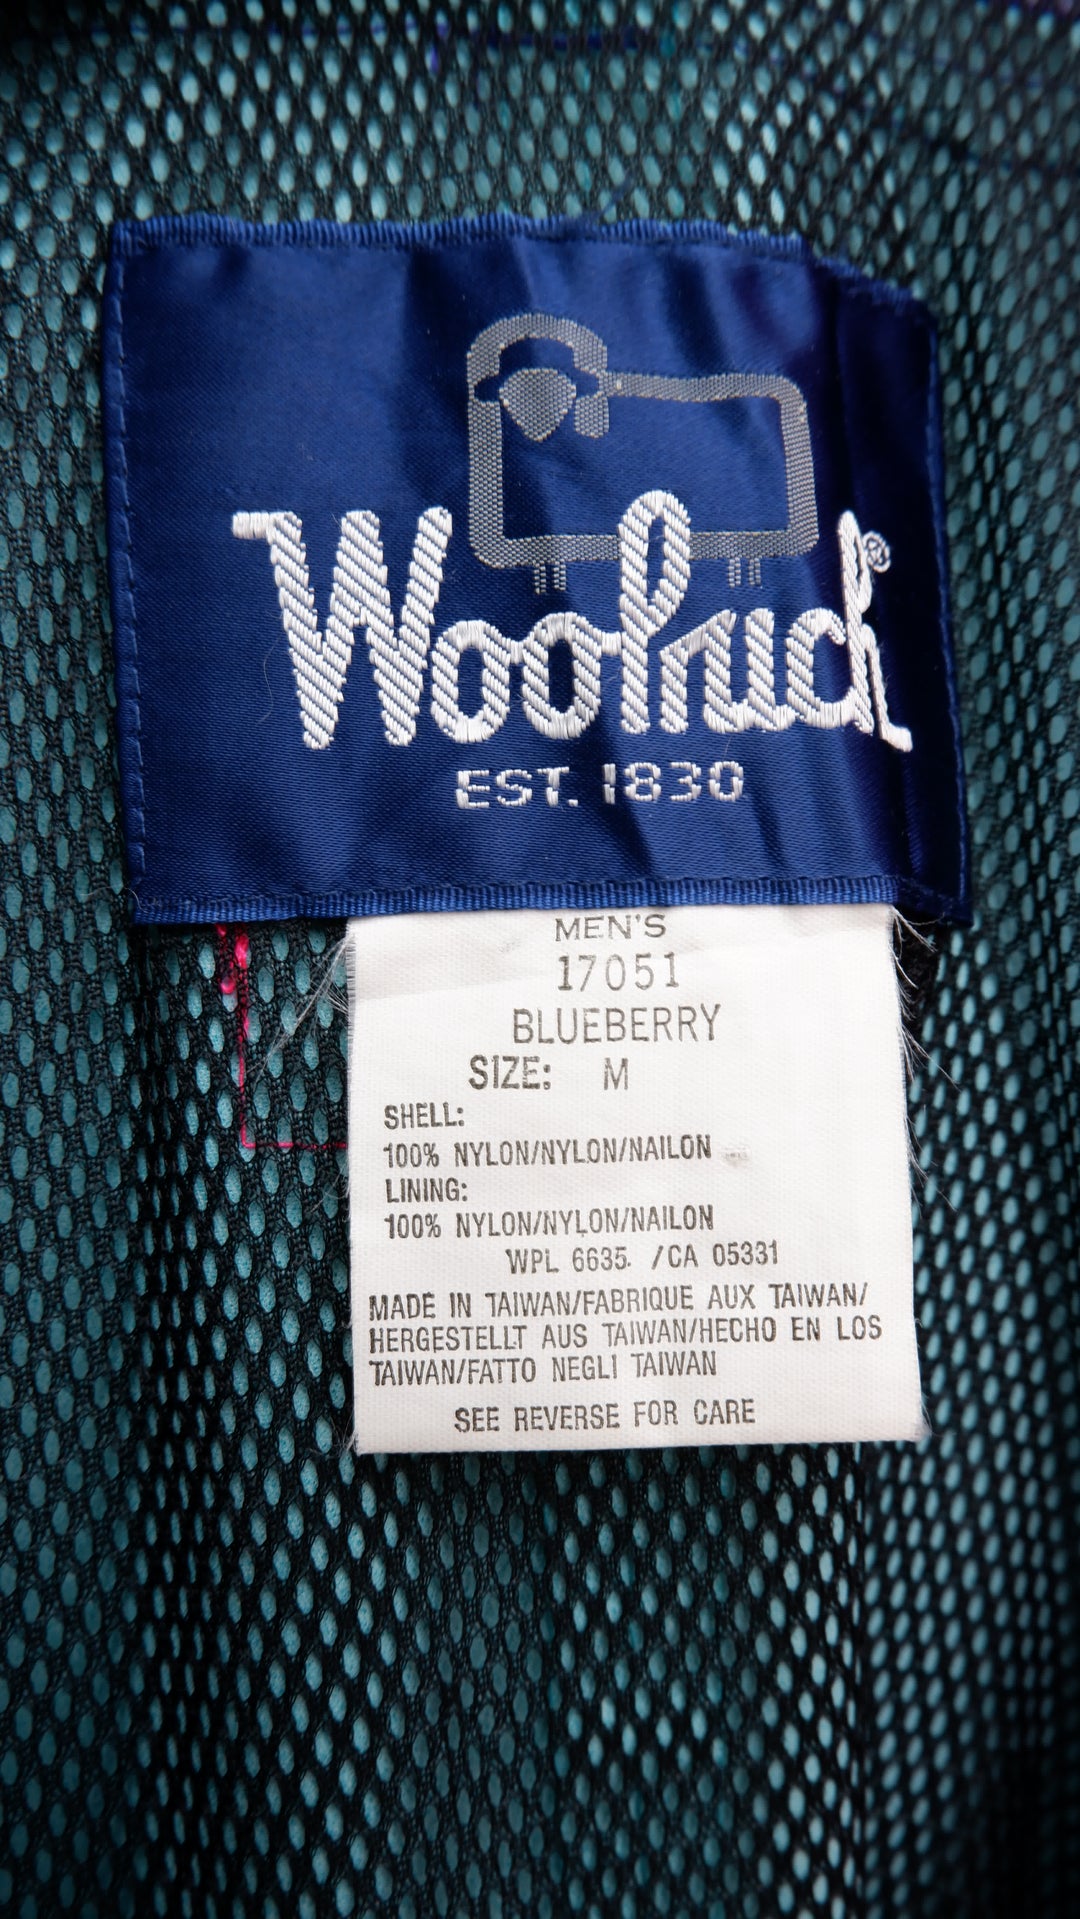 Woolrich®
EST. 1830
MEN'S
17051
BLUEBERRY
SIZE: M
SHELL:
100% NYLON/NYLON/NAILON
LINING:
100% NYLON/NYLON/NAILON
WPL 6635. /CA 05331
MADE IN TAIWAN/FABRIQUE AUX TAIWAN/
HERGESTELLT AUS TAIWAN/HECHO EN LOS
TAIWAN/FATTO NEGLI TAIWAN
SEE REVERSE FOR CARE